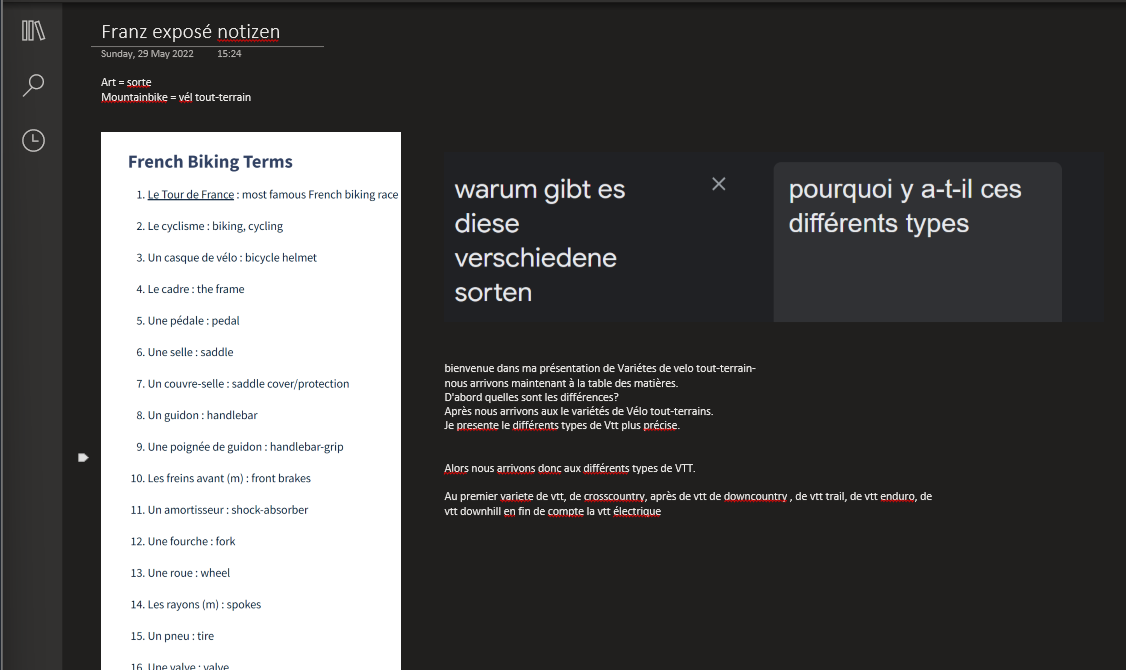 Franz exposé notizen
Sunday, 29 May 2022 15:24
Art = sorte
Mountainbike = vél tout-terrain
French Biking Terms
1. Le Tour de France : most famous French biking race
2. Le cyclisme : biking, cycling
3. Un casque de vélo : bicycle helmet
4. Le cadre : the frame
5. Une pédale : pedal
6. Une selle : saddle
7. Un couvre-selle : saddle cover/protection
8. Un guidon : handlebar
9. Une poignée de guidon : handlebar-grip
10. Les freins avant (m) : front brakes
11. Un amortisseur : shock-absorber
12. Une fourche : fork
13. Une roue : wheel
14. Les rayons (m) : spokes
15. Un pneu : tire
16. Une valve : valve
warum gibt es
diese
verschiedene
sorten
pourquoi y a-t-il ces
différents types
bienvenue dans ma présentation de Variétes de velo tout-terrain-
nous arrivons maintenant à la table des matières.
D'abord quelles sont les différences?
Après nous arrivons aux le variétés de Vélo tout-terrains.
Je presente le différents types de Vtt plus précise.
Alors nous arrivons donc aux différents types de VTT.
Au premier variete de vtt, de crosscountry, après de vtt de downcountry , de vtt trail, de vtt enduro, de
vtt downhill en fin de compte la vtt électrique